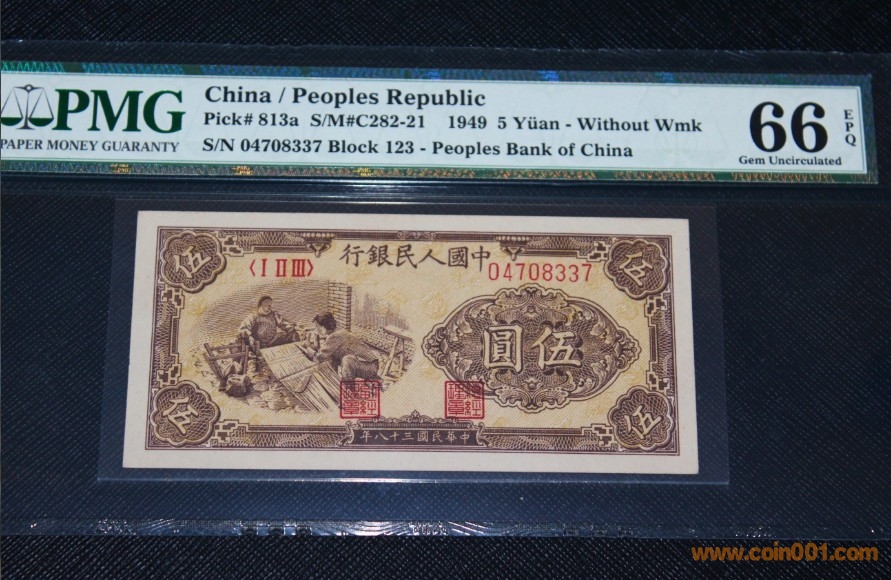 PMG
PAPER MONEY GUARANTY
China / Peoples Republic
Pick# 813a S/M#C282-21 1949 5 Yüan - Without Wmk
S/N 04708337 Block 123 - Peoples Bank of China
66
EPQ
Gem Uncirculated
行銀民人國中
〈I II III〉
04708337
伍
伍
圓伍
伍
伍
年八十三國民華中
www.coin001.com